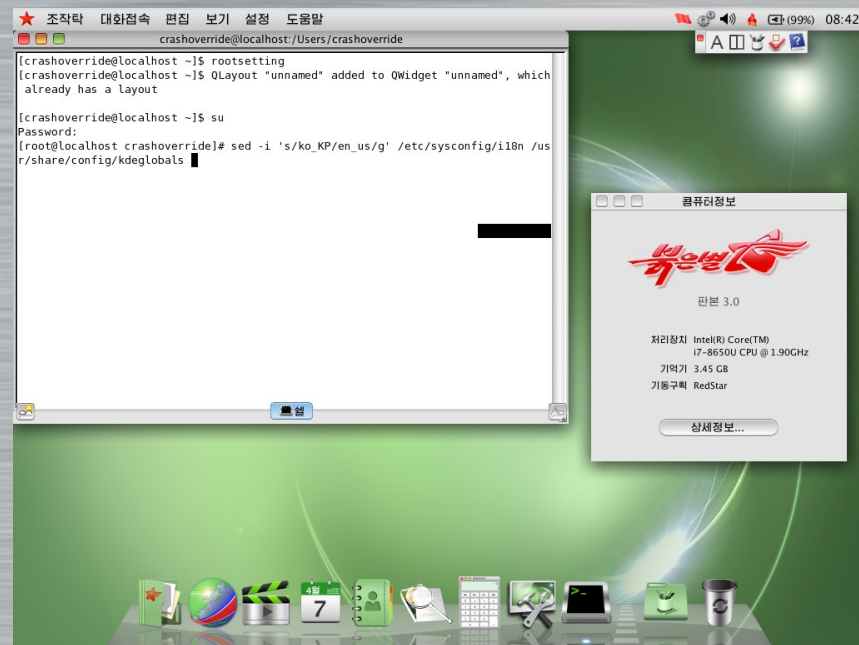 조작탁 대화접속 편집 보기 설정 도움말
(99%) 08:42
crashoverride@localhost:/Users/crashoverride
A
[crashoverride@localhost ~]$ rootsetting
[crashoverride@localhost ~]$ QLayout "unnamed" added to QWidget "unnamed", which
already has a layout
[crashoverride@localhost ~]$ su
Password:
[root@localhost crashoverride]# sed -i 's/ko_KP/en_us/g' /etc/sysconfig/i18n /us
r/share/config/kdeglobals
쉘
콤퓨터정보
붉은별
판본 3.0
처리장치 Intel(R) Core(TM)
i7-8650U CPU @ 1.90GHz
기억기 3.45 GB
기동구획 RedStar
상세정보...
4월
7
>-